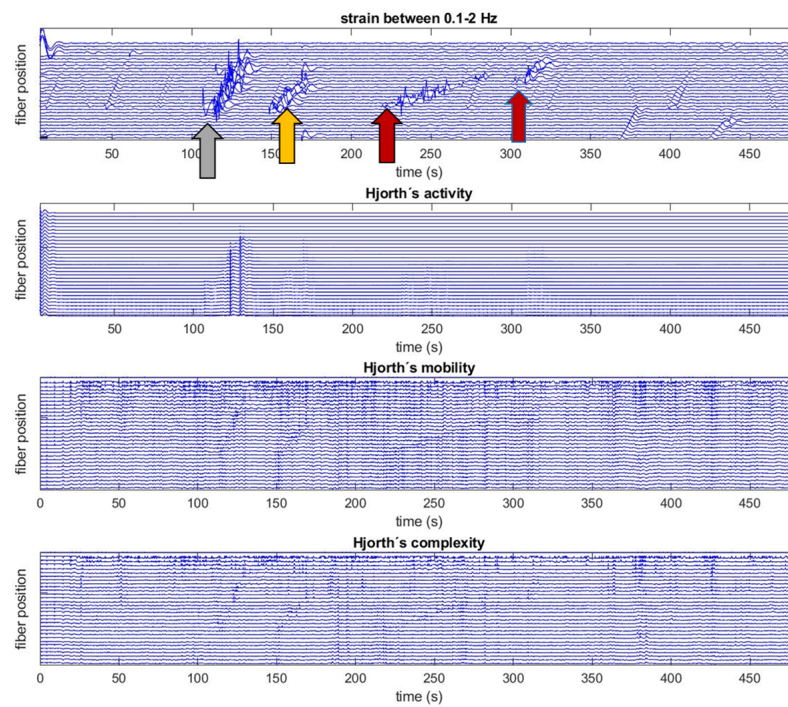 strain between 0.1-2 Hz
fiber position
50 100 150 200 250 300 350 400 450
time (s)
Hjorth´s activity
fiber position
0 50 100 150 200 250 300 350 400 450
time (s)
Hjorth´s mobility
fiber position
0 50 100 150 200 250 300 350 400 450
time (s)
Hjorth´s complexity
fiber position
0 50 100 150 200 250 300 350 400 450
time (s)